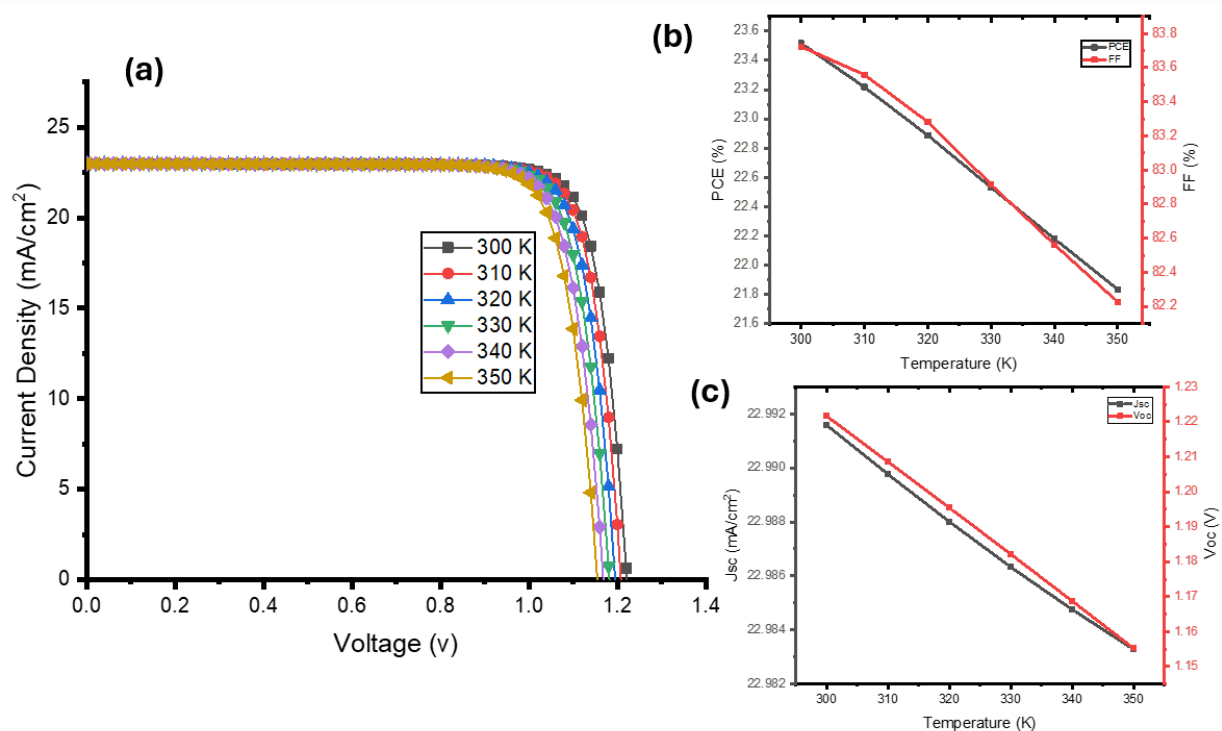 (a)
25
20
15
10
5
0
0.0 0.2 0.4 0.6 0.8 1.0 1.2 1.4
Current Density (mA/cm2)
Voltage (v)
300 K
310 K
320 K
330 K
340 K
350 K
(b)
23.6
23.4
23.2
23.0
22.8
22.6
22.4
22.2
22.0
21.8
21.6
PCE (%)
PCE
FF
83.8
83.6
83.4
83.2
83.0
82.8
82.6
82.4
82.2
FF (%)
300 310 320 330 340 350
Temperature (K)
(c)
22.992
22.990
22.988
22.986
22.984
22.982
Jsc (mA/cm²)
Jsc
Voc
1.23
1.22
1.21
1.20
1.19
1.18
1.17
1.16
1.15
Voc (V)
300 310 320 330 340 350
Temperature (K)